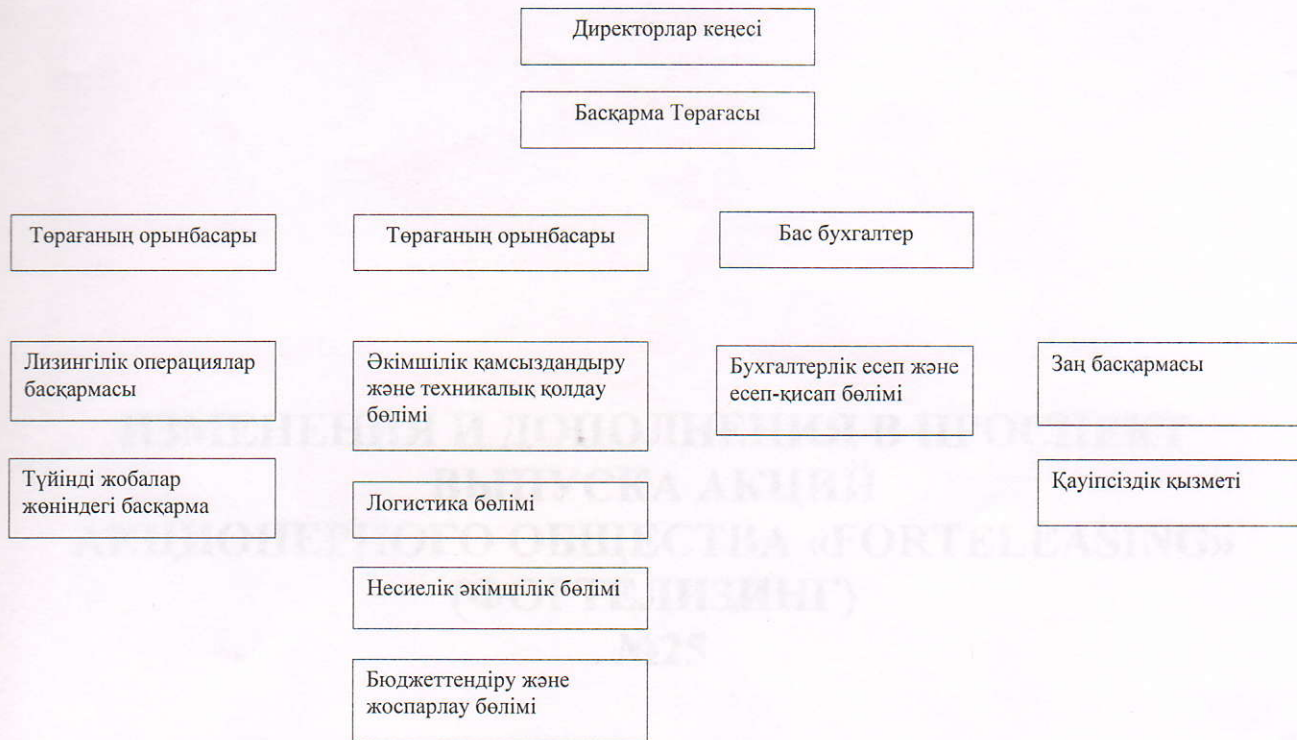 Директорлар кеңесі
Басқарма Төрағасы
Төрағаның орынбасары
Төрағаның орынбасары
Бас бухгалтер
Лизингілік операциялар
басқармасы
Әкімшілік қамсыздандыру
және техникалық қолдау
бөлімі
Бухгалтерлік есеп және
есеп-қисап бөлімі
Заң басқармасы
Түйінді жобалар
жөніндегі басқарма
Логистика бөлімі
Қауіпсіздік қызметі
Несиелік әкімшілік бөлімі
Бюджеттендіру және
жоспарлау бөлімі
ИЗМЕНЕНИЯ И ДОПОЛНЕНИЯ В ПРОСПЕКТ
ВЫПУСКА АКЦИЙ
АКЦИОНЕРНОГО ОБЩЕСТВА «FORTELEASING»
(ФОРТЕЛИЗИНГ)
№25